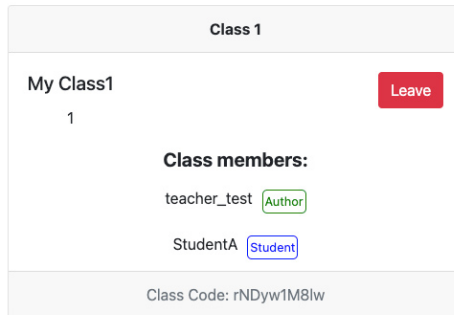 Class 1
My Class1
Leave
1
Class members:
teacher_test Author
StudentA Student
Class Code: rNDyw1M8lw